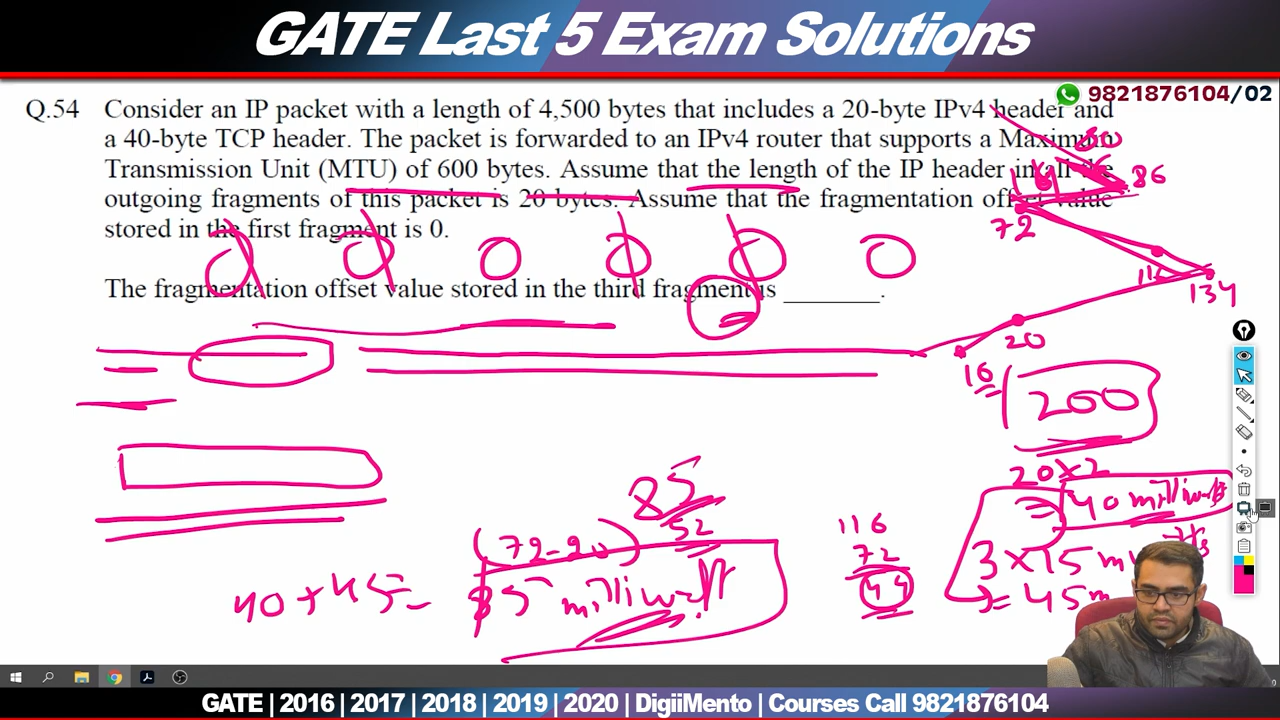 GATE Last 5 Exam Solutions
9821876104/02
Q.54 Consider an IP packet with a length of 4,500 bytes that includes a 20-byte IPv4 header and
a 40-byte TCP header. The packet is forwarded to an IPv4 router that supports a Maximum
Transmission Unit (MTU) of 600 bytes. Assume that the length of the IP header in all the
outgoing fragments of this packet is 20 bytes. Assume that the fragmentation offset value
stored in the first fragment is 0.
The fragmentation offset value stored in the third fragment is ________.
86
72
116
134
20
16
200
20x2
= 40 milliwatt
3 x 15
= 45
85
52
(72-20)
40 + 45 =
85 milliwatt
116
72
44
GATE | 2016 | 2017 | 2018 | 2019 | 2020 | DigiiMento | Courses Call 9821876104